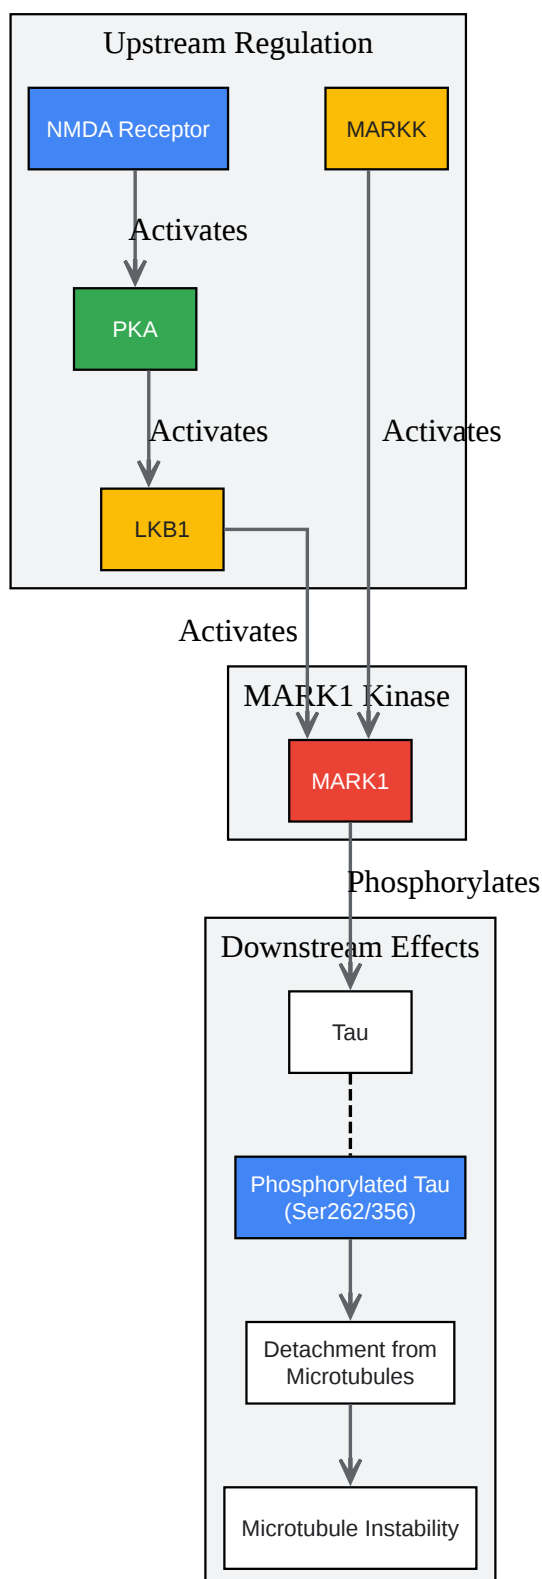 Upstream Regulation
NMDA Receptor
MARKK
Activates
PKA
Activates
Activates
LKB1
Activates
MARK1 Kinase
MARK1
Phosphorylates
Downstream Effects
Tau
Phosphorylated Tau
(Ser262/356)
Detachment from
Microtubules
Microtubule Instability